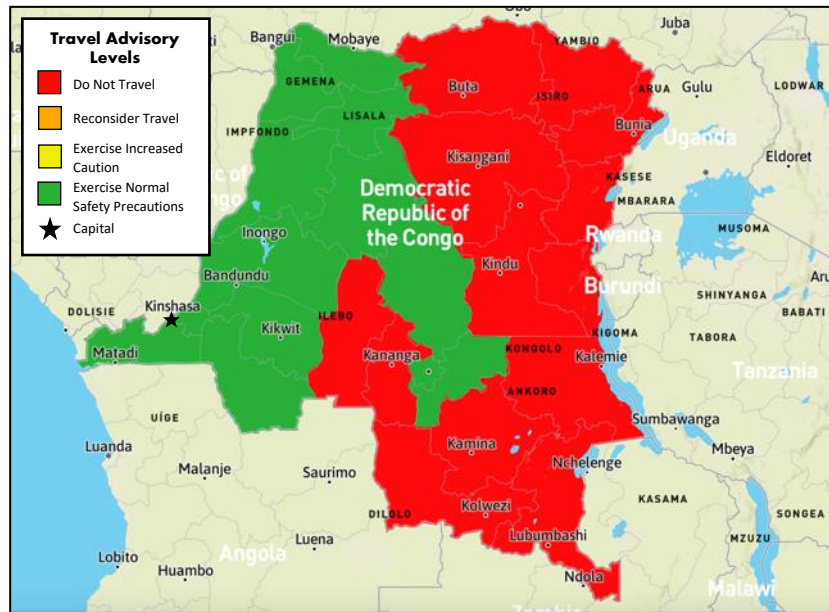 Travel Advisory
Levels
Do Not Travel
Reconsider Travel
Exercise Increased
Caution
Exercise Normal
Safety Precautions
Capital
Bangui
Mobaye
Juba
YAMBIO
GEMENA
Buta
ISIRO
ARUA
Gulu
LODWAR
LISALA
IMPFONDO
Bunia
Uganda
Kisangani
Eldoret
KASESE
MBARARA
Democratic
Republic of
the Congo
Inongo
Rwanda
MUSOMA
Bandundu
Kindu
Burundi
DOLISIE
Kinshasa
SHINYANGA
BABATI
ILEBO
Kikwit
KIGOMA
TABORA
Matadi
Kananga
KONGOLO
Kalemie
Tanzania
ANKORO
UÍGE
Sumbawanga
Luanda
Kamina
Mbeya
Malanje
Saurimo
Nchelenge
KASAMA
Kolwezi
DILOLO
SONGEA
Lubumbashi
MZUZU
Luena
Angola
Lobito
Huambo
Ndola
Malawi